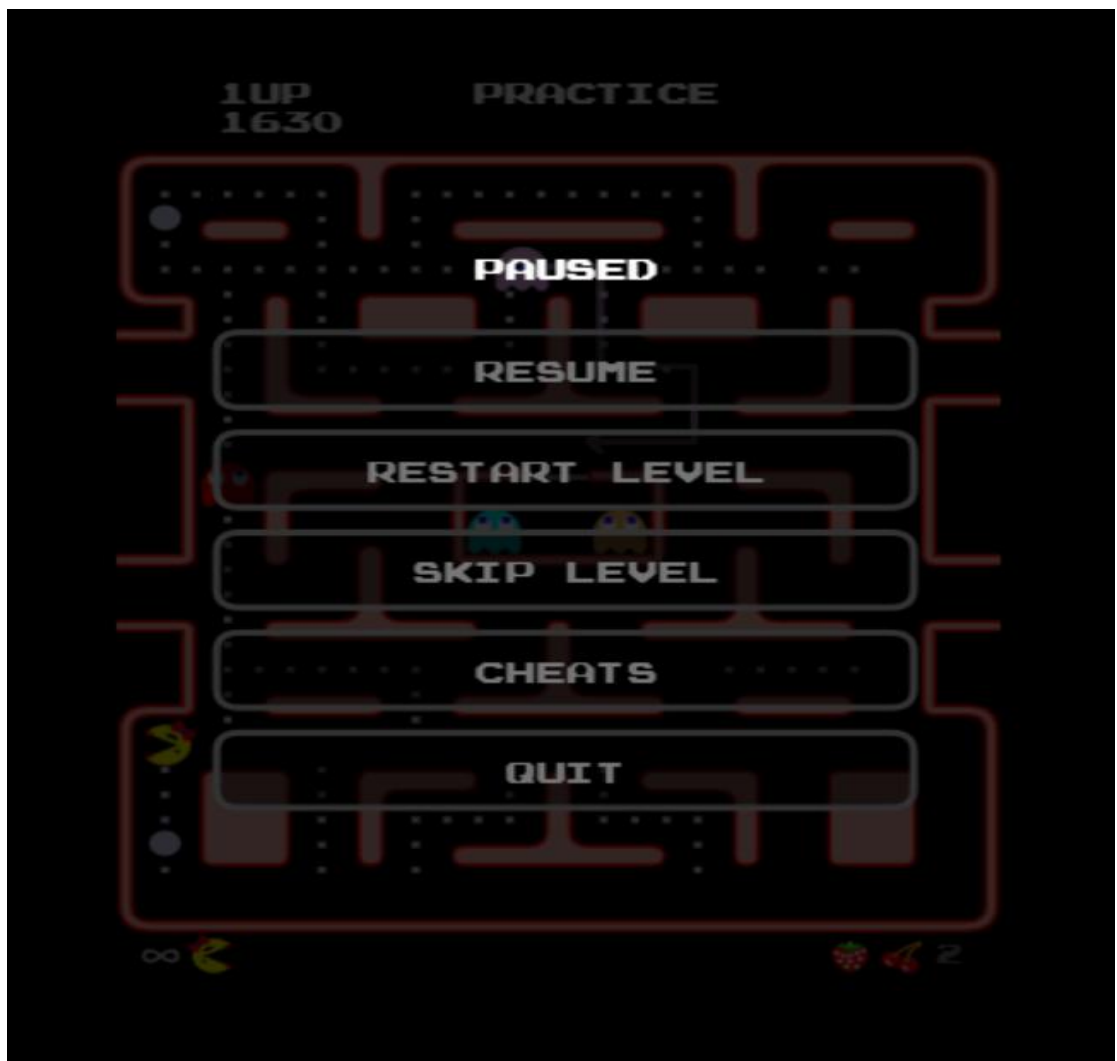 1UP PRACTICE
1630
PAUSED
RESUME
RESTART LEVEL
SKIP LEVEL
CHEATS
QUIT
∞ 2